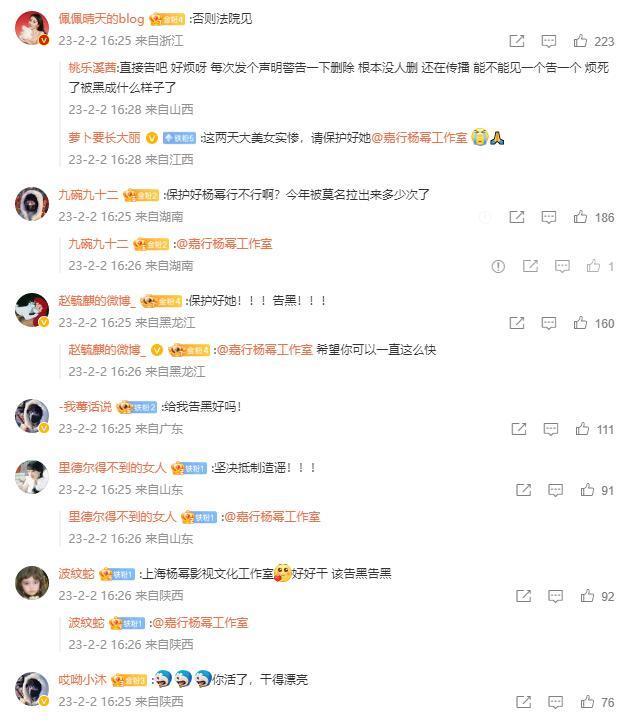 佩佩晴天的blog 金粉4 :否则法院见
23-2-2 16:25 来自浙江 223
桃乐溪茜:直接告吧 好烦呀 每次发个声明警告一下删除 根本没人删 还在传播 能不能见一个告一个 烦死
了被黑成什么样子了
23-2-2 16:28 来自山西
萝卜要长大丽 铁粉5 :这两天大美女实惨，请保护好她@嘉行杨幂工作室
23-2-2 16:28 来自江西
九碗九十二 金粉2 :保护好杨幂行不行啊？今年被莫名拉出来多少次了
23-2-2 16:25 来自湖南 186
九碗九十二 金粉2 :@嘉行杨幂工作室
23-2-2 16:26 来自湖南 1
赵毓麒的微博_ 金粉4 :保护好她！！！告黑！！！
23-2-2 16:25 来自黑龙江 160
赵毓麒的微博_ 金粉4 :@嘉行杨幂工作室 希望你可以一直这么快
23-2-2 16:26 来自黑龙江
-我莓话说 铁粉2 :给我告黑好吗！
23-2-2 16:25 来自广东 111
里德尔得不到的女人 铁粉1 :坚决抵制造谣！！！
23-2-2 16:25 来自山东 91
里德尔得不到的女人 铁粉1 :@嘉行杨幂工作室
23-2-2 16:26 来自山东
波紋蛇 铁粉1 :上海杨幂影视文化工作室好好干 该告黑告黑
23-2-2 16:26 来自陕西 92
波紋蛇 铁粉1 :@嘉行杨幂工作室
23-2-2 16:26 来自陕西
哎呦小沐 金粉3 :你活了，干得漂亮
23-2-2 16:25 来自陕西 76